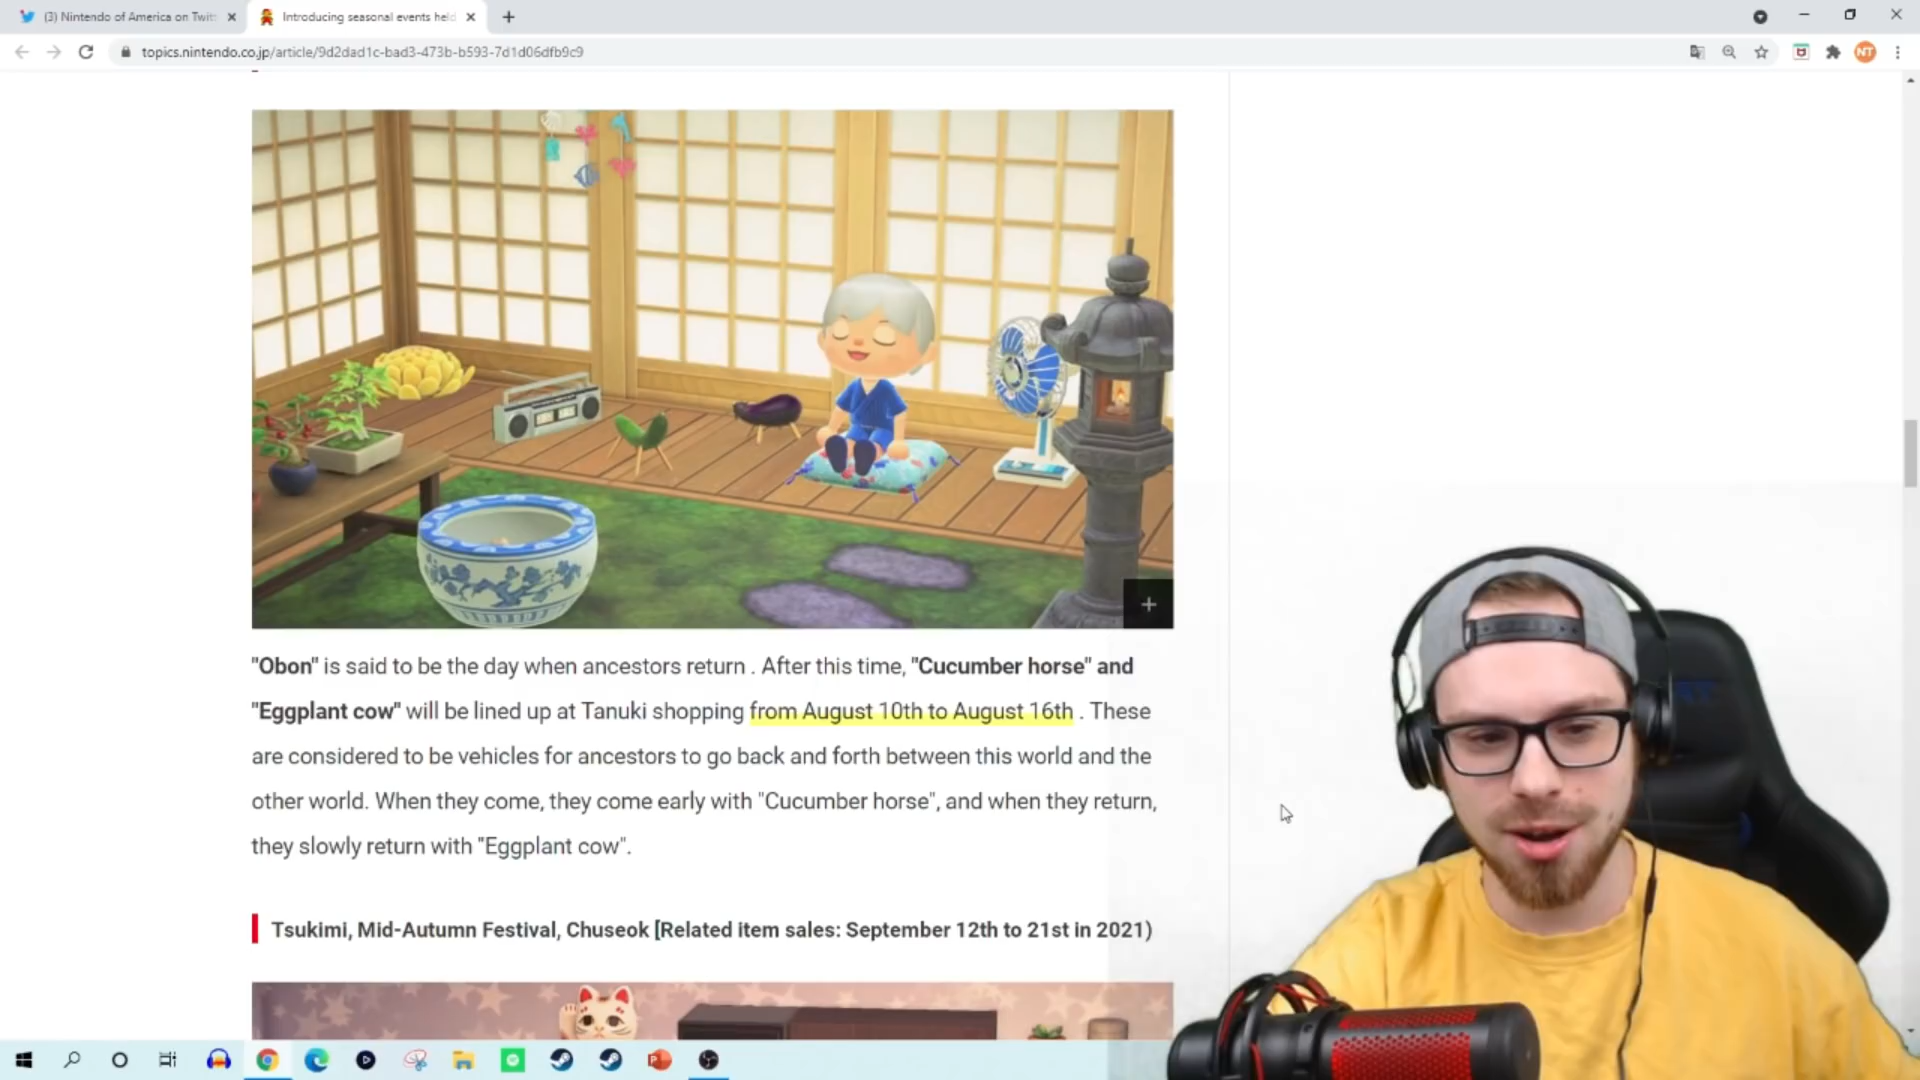 (3) Nintendo of America on Twit
Introducing seasonal events held
topics.nintendo.co.jp/article/9d2dad1c-bad3-473b-b593-7d1d06dfb9c9
NT
"Obon" is said to be the day when ancestors return . After this time, "Cucumber horse" and
"Eggplant cow" will be lined up at Tanuki shopping from August 10th to August 16th . These
are considered to be vehicles for ancestors to go back and forth between this world and the
other world. When they come, they come early with "Cucumber horse", and when they return,
they slowly return with "Eggplant cow".
Tsukimi, Mid-Autumn Festival, Chuseok [Related item sales: September 12th to 21st in 2021)